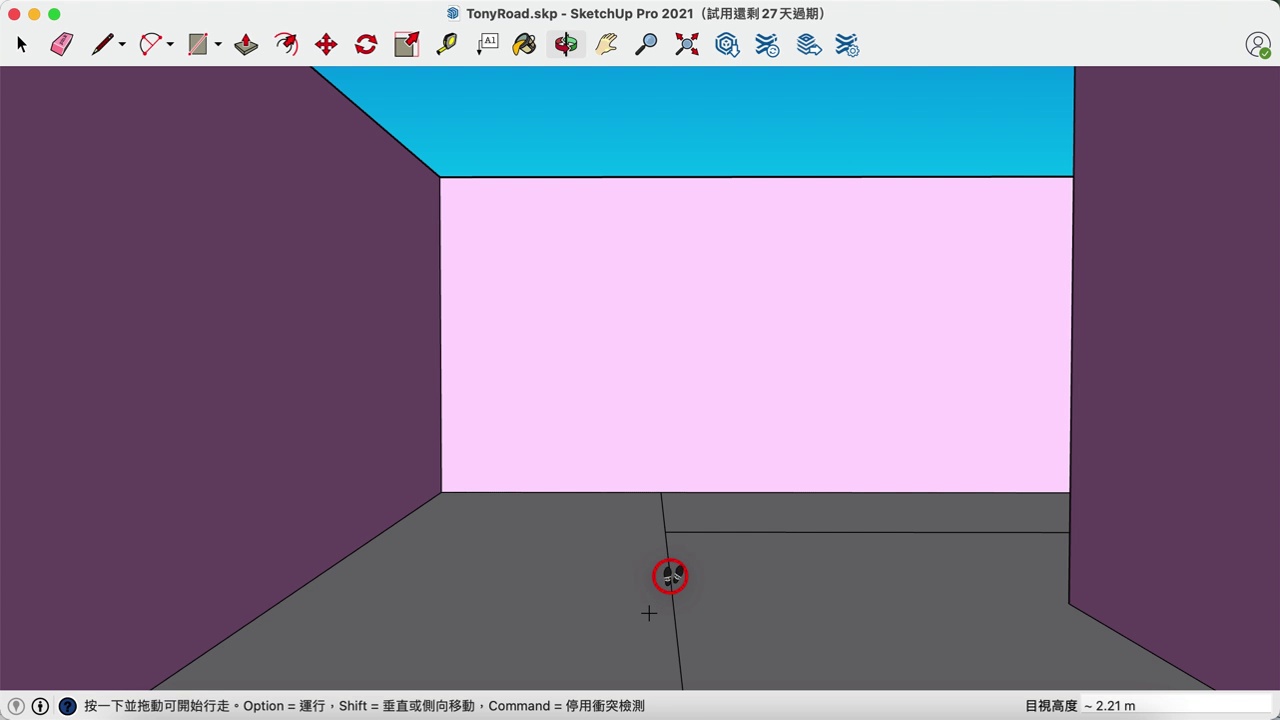 TonyRoad.skp - SketchUp Pro 2021（試用還剩 27 天過期）
A1
按一下並拖動可開始行走。Option = 運行，Shift = 垂直或側向移動，Command = 停用衝突檢測
目視高度 ~ 2.21 m